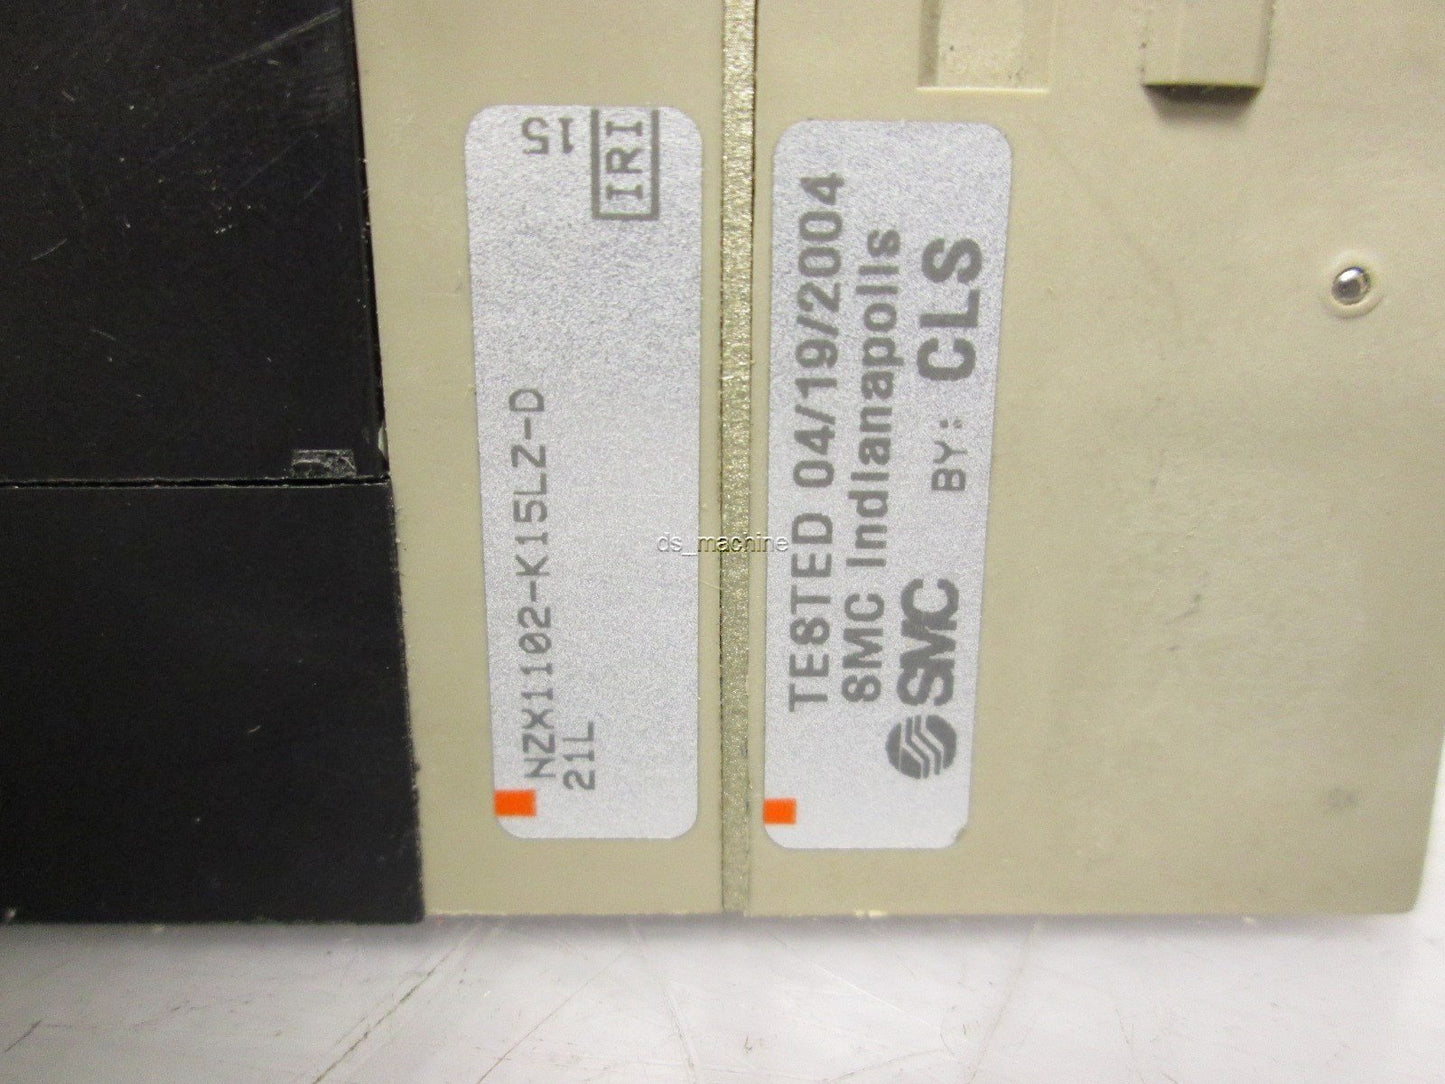 15
IRI
NZX1102-K15LZ-D
21L
TESTED 04/19/2004
SMC Indianapolis
SMC BY: CLS
ds_machine